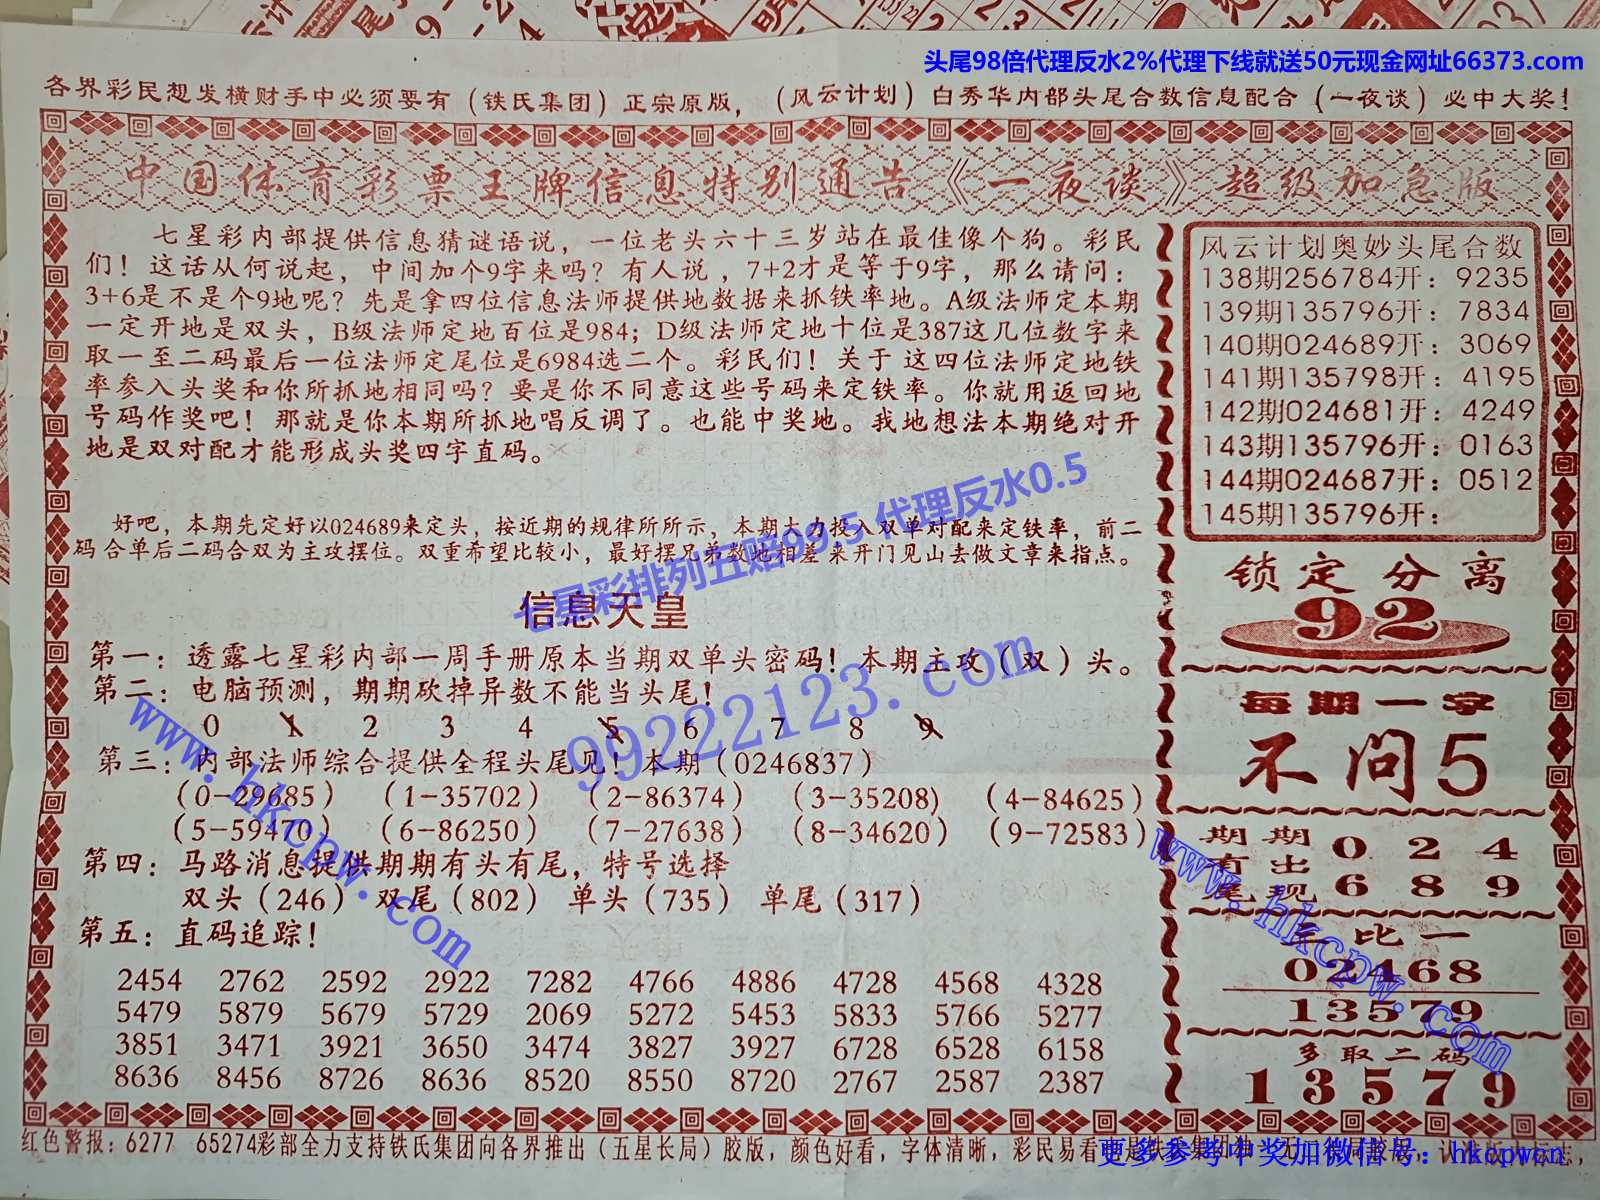 头尾98倍代理反水2%代理下线就送50元现金网址66373.com
各界彩民想发横财手中必须要有（铁氏集团）正宗原版，（风云计划）白秀华内部头尾合数信息配合（一夜谈）必中大奖！
中国体育彩票王牌信息特别通告《一夜谈》超级加急版
七星彩内部提供信息猜谜语说，一位老头六十三岁站在最佳像个狗。彩民
们！这话从何说起，中间加个9字来吗？有人说，7+2才是等于9字，那么请问：
3+6是不是个9地呢？先是拿四位信息法师提供地数据来抓铁率地。A级法师定本期
一定开地是双头，B级法师定地百位是984；D级法师定地十位是387这几位数字来
取一至二码最后一位法师定尾位是6984选二个。彩民们！关于这四位法师定地铁
率参入头奖和你所抓地相同吗？要是你不同意这些号码来定铁率。你就用返回地
号码作奖吧！那就是你本期所抓地唱反调了。也能中奖地。我地想法本期绝对开
地是双对配才能形成头奖四字直码。
好吧，本期先定好以024689来定头，按近期的规律所所示，本期大力投入双单对配来定铁率，前二
码合单后二码合双为主攻摆位。双重希望比较小，最好摆兄弟数地相差来开门见山去做文章来指点。
七星彩排列五赔99.5 代理反水0.5
信息天皇
第一：透露七星彩内部一周手册原本当期双单头密码！本期主攻（双）头。
第二：电脑预测，期期砍掉异数不能当头尾！
0 1 2 3 4 5 6 7 8 9
99222123.com
第三：内部法师综合提供全程头尾见！本期（0246837）
（0-29685）（1-35702）（2-86374）（3-35208)（4-84625）
（5-59470）（6-86250）（7-27638）（8-34620）（9-72583）
www.hkcpw.com
第四：马路消息提供期期有头有尾，特号选择
双头（246）双尾（802）单头（735）单尾（317）
第五：直码追踪！
2454 2762 2592 2922 7282 4766 4886 4728 4568 4328
5479 5879 5679 5729 2069 5272 5453 5833 5766 5277
3851 3471 3921 3650 3474 3827 3927 6728 6528 6158
8636 8456 8726 8636 8520 8550 8720 2767 2587 2387
风云计划奥妙头尾合数
138期256784开：9235
139期135796开：7834
140期024689开：3069
141期135798开：4195
142期024681开：4249
143期135796开：0163
144期024687开：0512
145期135796开：
锁定分离
92
每期一字
不问5
期期 0 2 4
有出
尾现 6 8 9
www.hkcpw.com
比一
02468
13579
多取二码
13579
红色警报：6277 65274彩部全力支持铁氏集团向各界推出（五星长局）胶版，颜色好看，字体清晰，彩民易看
更多参考中奖加微信号：hkcpwcn